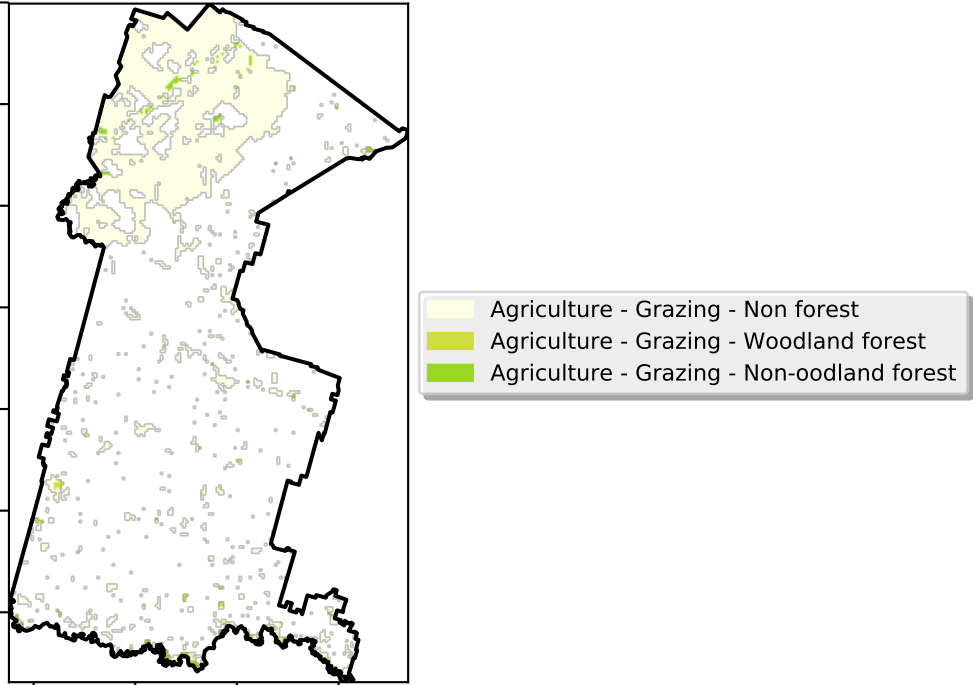 Agriculture - Grazing - Non forest
Agriculture - Grazing - Woodland forest
Agriculture - Grazing - Non-oodland forest